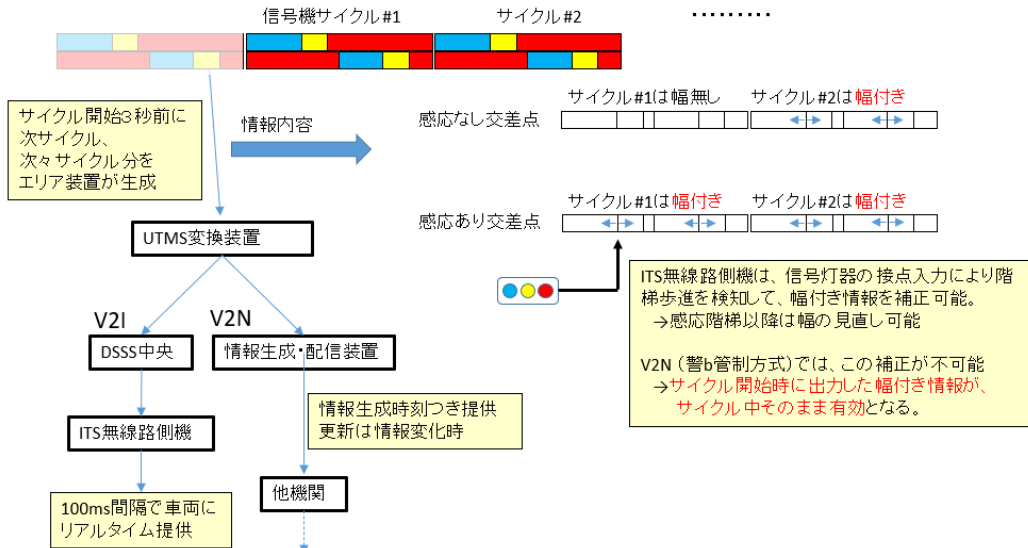 信号機サイクル#1
サイクル#2
・・・・・・・・・
サイクル開始3秒前に
次サイクル、
次々サイクル分を
エリア装置が生成
情報内容
感応なし交差点
サイクル#1は幅無し
サイクル#2は幅付き
感応あり交差点
サイクル#1は幅付き
サイクル#2は幅付き
UTMS変換装置
ITS無線路側機は、信号灯器の接点入力により階
梯歩進を検知して、幅付き情報を補正可能。
→感応階梯以降は幅の見直し可能
V2N（警b管制方式）では、この補正が不可能
→サイクル開始時に出力した幅付き情報が、
サイクル中そのまま有効となる。
V2I
V2N
DSSS中央
情報生成・配信装置
情報生成時刻つき提供
更新は情報変化時
ITS無線路側機
他機関
100ms間隔で車両に
リアルタイム提供